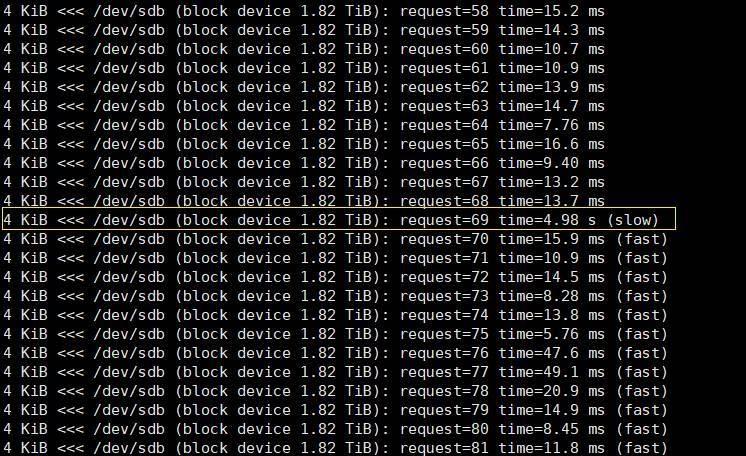 4 KiB <<< /dev/sdb (block device 1.82 TiB): request=58 time=15.2 ms
4 KiB <<< /dev/sdb (block device 1.82 TiB): request=59 time=14.3 ms
4 KiB <<< /dev/sdb (block device 1.82 TiB): request=60 time=10.7 ms
4 KiB <<< /dev/sdb (block device 1.82 TiB): request=61 time=10.9 ms
4 KiB <<< /dev/sdb (block device 1.82 TiB): request=62 time=13.9 ms
4 KiB <<< /dev/sdb (block device 1.82 TiB): request=63 time=14.7 ms
4 KiB <<< /dev/sdb (block device 1.82 TiB): request=64 time=7.76 ms
4 KiB <<< /dev/sdb (block device 1.82 TiB): request=65 time=16.6 ms
4 KiB <<< /dev/sdb (block device 1.82 TiB): request=66 time=9.40 ms
4 KiB <<< /dev/sdb (block device 1.82 TiB): request=67 time=13.2 ms
4 KiB <<< /dev/sdb (block device 1.82 TiB): request=68 time=13.7 ms
4 KiB <<< /dev/sdb (block device 1.82 TiB): request=69 time=4.98 s (slow)
4 KiB <<< /dev/sdb (block device 1.82 TiB): request=70 time=15.9 ms (fast)
4 KiB <<< /dev/sdb (block device 1.82 TiB): request=71 time=10.9 ms (fast)
4 KiB <<< /dev/sdb (block device 1.82 TiB): request=72 time=14.5 ms (fast)
4 KiB <<< /dev/sdb (block device 1.82 TiB): request=73 time=8.28 ms (fast)
4 KiB <<< /dev/sdb (block device 1.82 TiB): request=74 time=13.8 ms (fast)
4 KiB <<< /dev/sdb (block device 1.82 TiB): request=75 time=5.76 ms (fast)
4 KiB <<< /dev/sdb (block device 1.82 TiB): request=76 time=47.6 ms (fast)
4 KiB <<< /dev/sdb (block device 1.82 TiB): request=77 time=49.1 ms (fast)
4 KiB <<< /dev/sdb (block device 1.82 TiB): request=78 time=20.9 ms (fast)
4 KiB <<< /dev/sdb (block device 1.82 TiB): request=79 time=14.9 ms (fast)
4 KiB <<< /dev/sdb (block device 1.82 TiB): request=80 time=8.45 ms (fast)
4 KiB <<< /dev/sdb (block device 1.82 TiB): request=81 time=11.8 ms (fast)